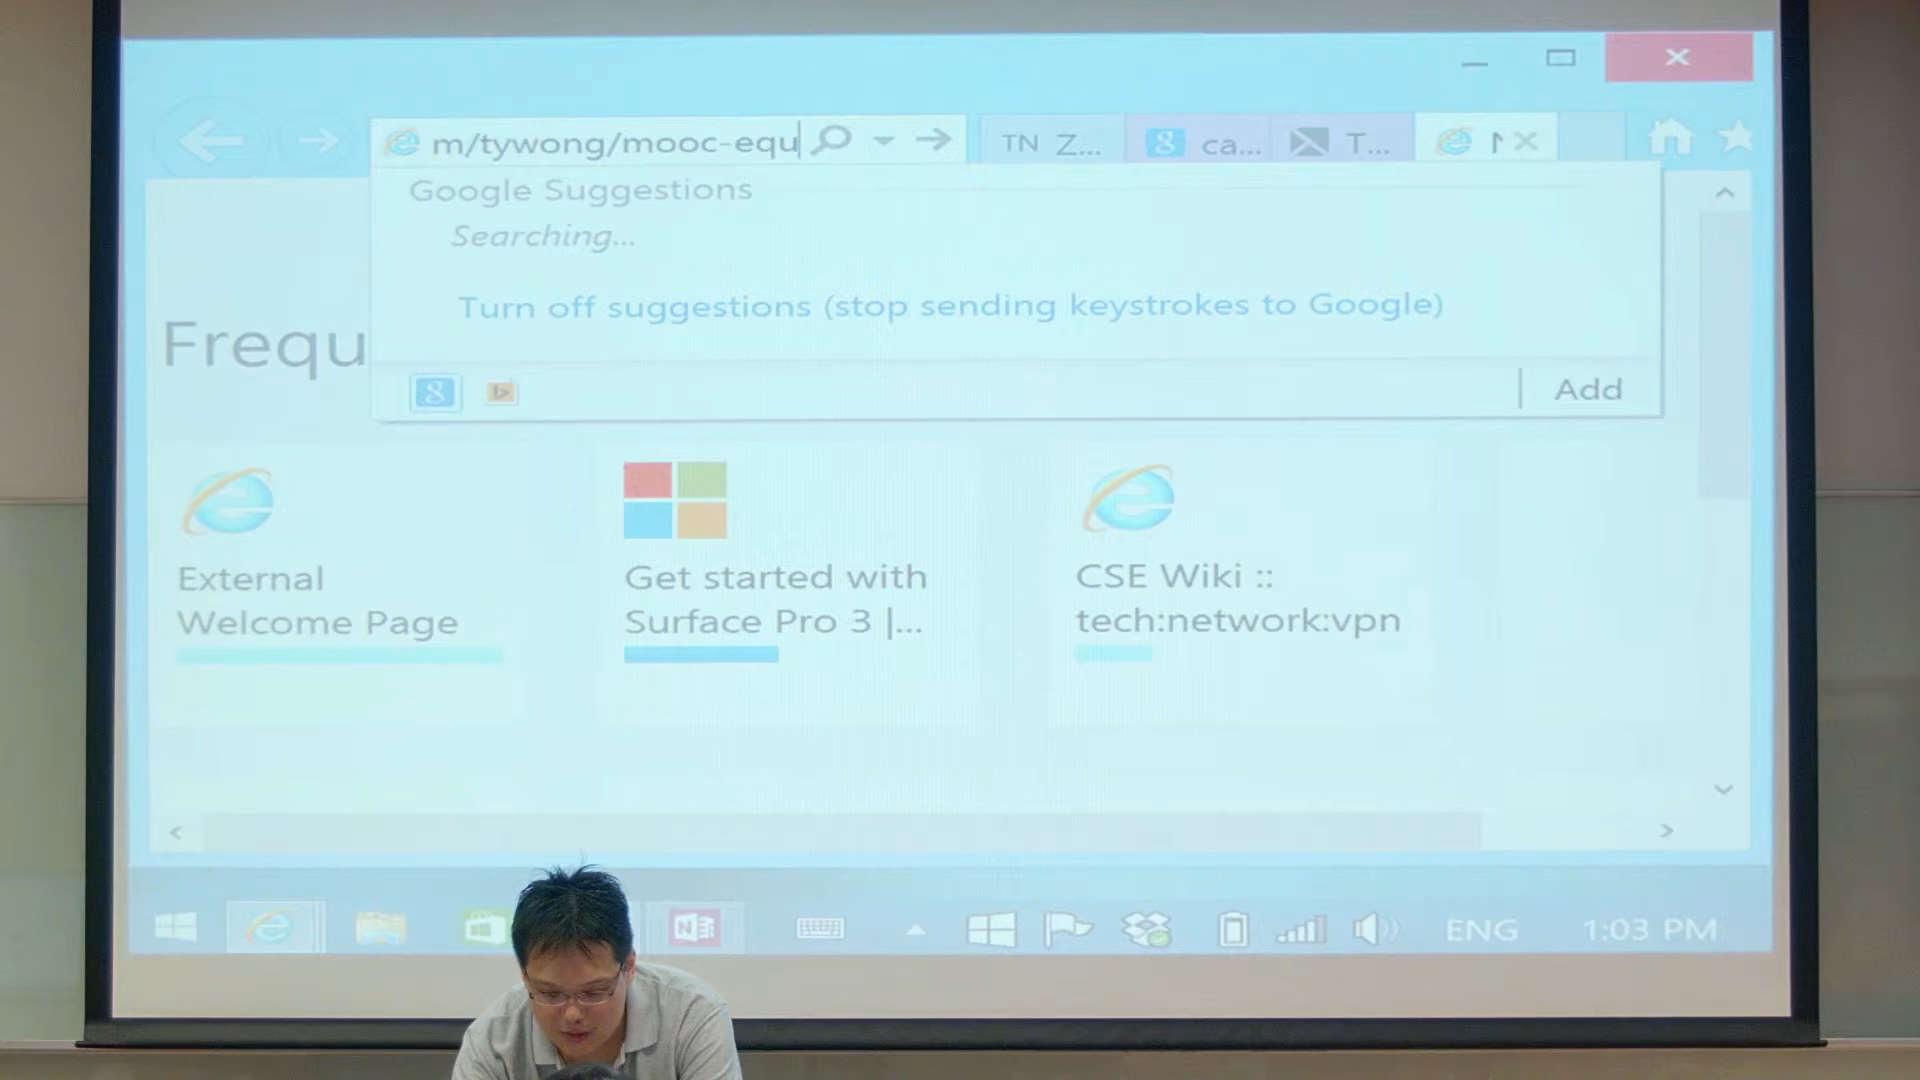 m/tywong/mooc-equ
TN Z...
ca...
T...
Google Suggestions
Searching...
Turn off suggestions (stop sending keystrokes to Google)
Frequ
Add
External
Welcome Page
Get started with
Surface Pro 3 |...
CSE Wiki ::
tech:network:vpn
ENG
1:03 PM